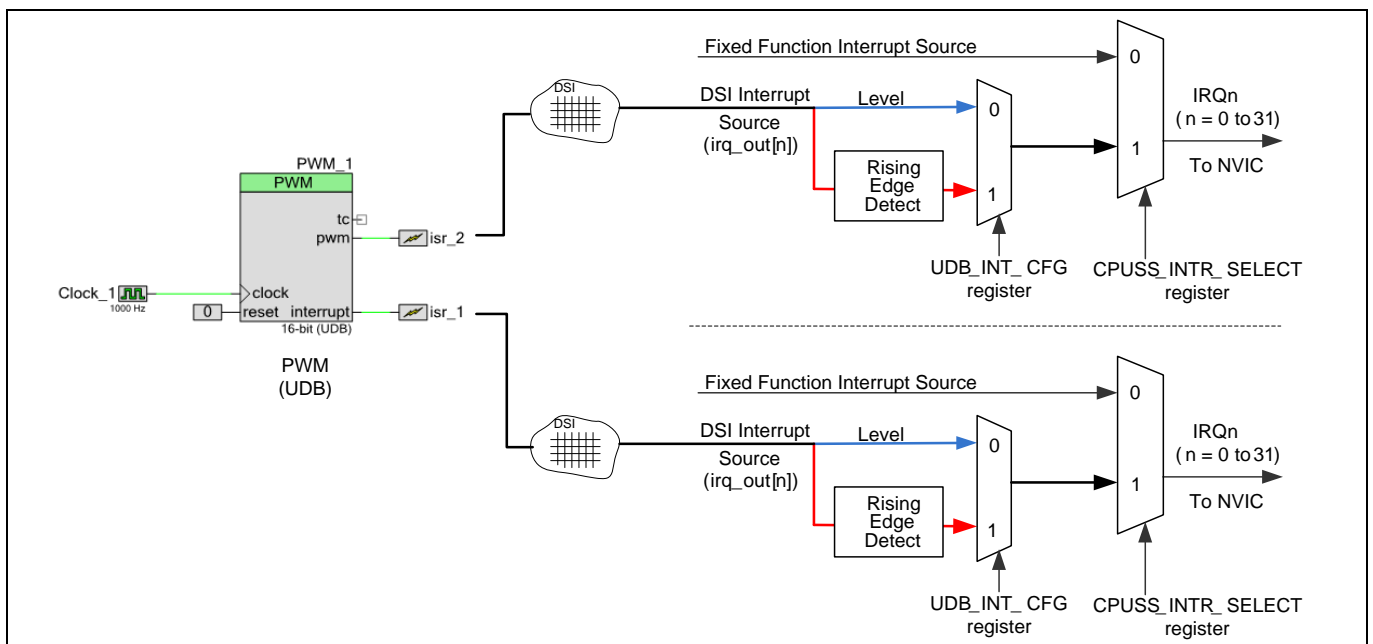 PWM_1
PWM
tc
pwm
isr_2
Clock_1
1000 Hz
clock
0
reset
interrupt
isr_1
16-bit (UDB)
PWM
(UDB)
DSI
Fixed Function Interrupt Source
DSI Interrupt
Source
(irq_out[n])
Level
Rising
Edge
Detect
0
1
0
1
IRQn
( n = 0 to 31)
To NVIC
UDB_INT_ CFG
register
CPUSS_INTR_ SELECT
register
DSI
Fixed Function Interrupt Source
DSI Interrupt
Source
(irq_out[n])
Level
Rising
Edge
Detect
0
1
0
1
IRQn
( n = 0 to 31)
To NVIC
UDB_INT_ CFG
register
CPUSS_INTR_ SELECT
register